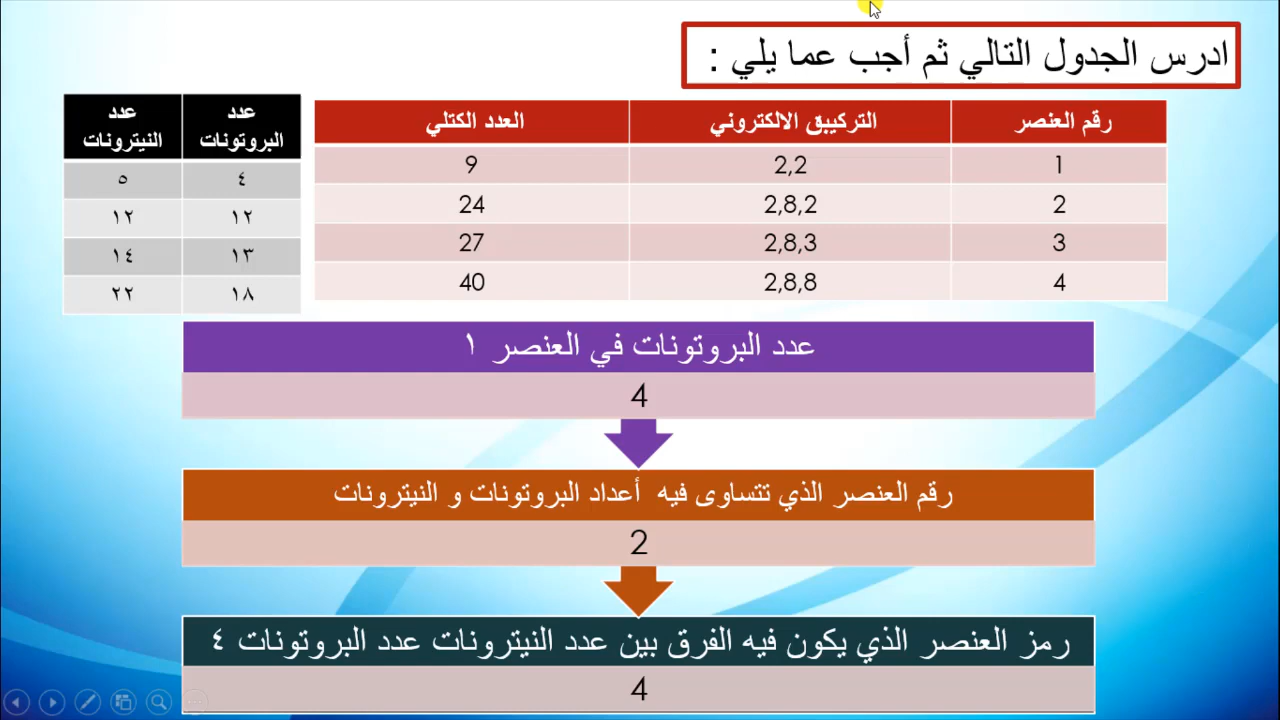 ادرس الجدول التالي ثم أجب عما يلي :
رقم العنصر التركيب الالكتروني العدد الكتلي
1 2,2 9
2 2,8,2 24
3 2,8,3 27
4 2,8,8 40
عدد البروتونات عدد النيترونات
٤ ٥
١٢ ١٢
١٣ ١٤
١٨ ٢٢
عدد البروتونات في العنصر ١
4
رقم العنصر الذي تتساوى فيه أعداد البروتونات و النيترونات
2
رمز العنصر الذي يكون فيه الفرق بين عدد النيترونات عدد البروتونات ٤
4